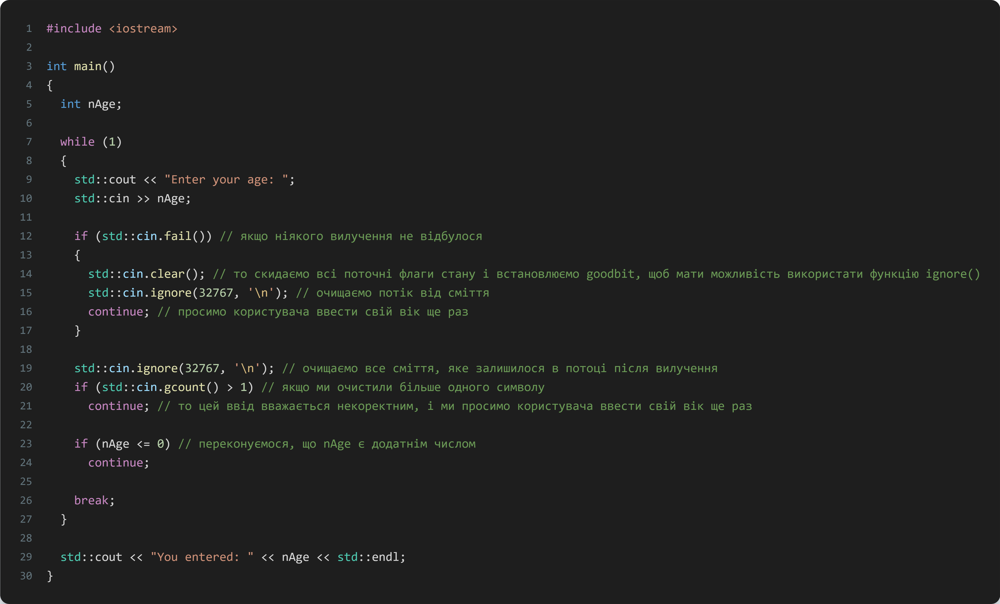 1 #include <iostream>
2
3 int main()
4 {
5   int nAge;
6
7   while (1)
8   {
9     std::cout << "Enter your age: ";
10     std::cin >> nAge;
11
12     if (std::cin.fail()) // якщо ніякого вилучення не відбулося
13     {
14       std::cin.clear(); // то скидаємо всі поточні флаги стану і встановлюємо goodbit, щоб мати можливість використати функцію ignore()
15       std::cin.ignore(32767, '\n'); // очищаємо потік від сміття
16       continue; // просимо користувача ввести свій вік ще раз
17     }
18
19     std::cin.ignore(32767, '\n'); // очищаємо все сміття, яке залишилося в потоці після вилучення
20     if (std::cin.gcount() > 1) // якщо ми очистили більше одного символу
21       continue; // то цей ввід вважається некоректним, і ми просимо користувача ввести свій вік ще раз
22
23     if (nAge <= 0) // переконуємося, що nAge є додатнім числом
24       continue;
25
26     break;
27   }
28
29   std::cout << "You entered: " << nAge << std::endl;
30 }